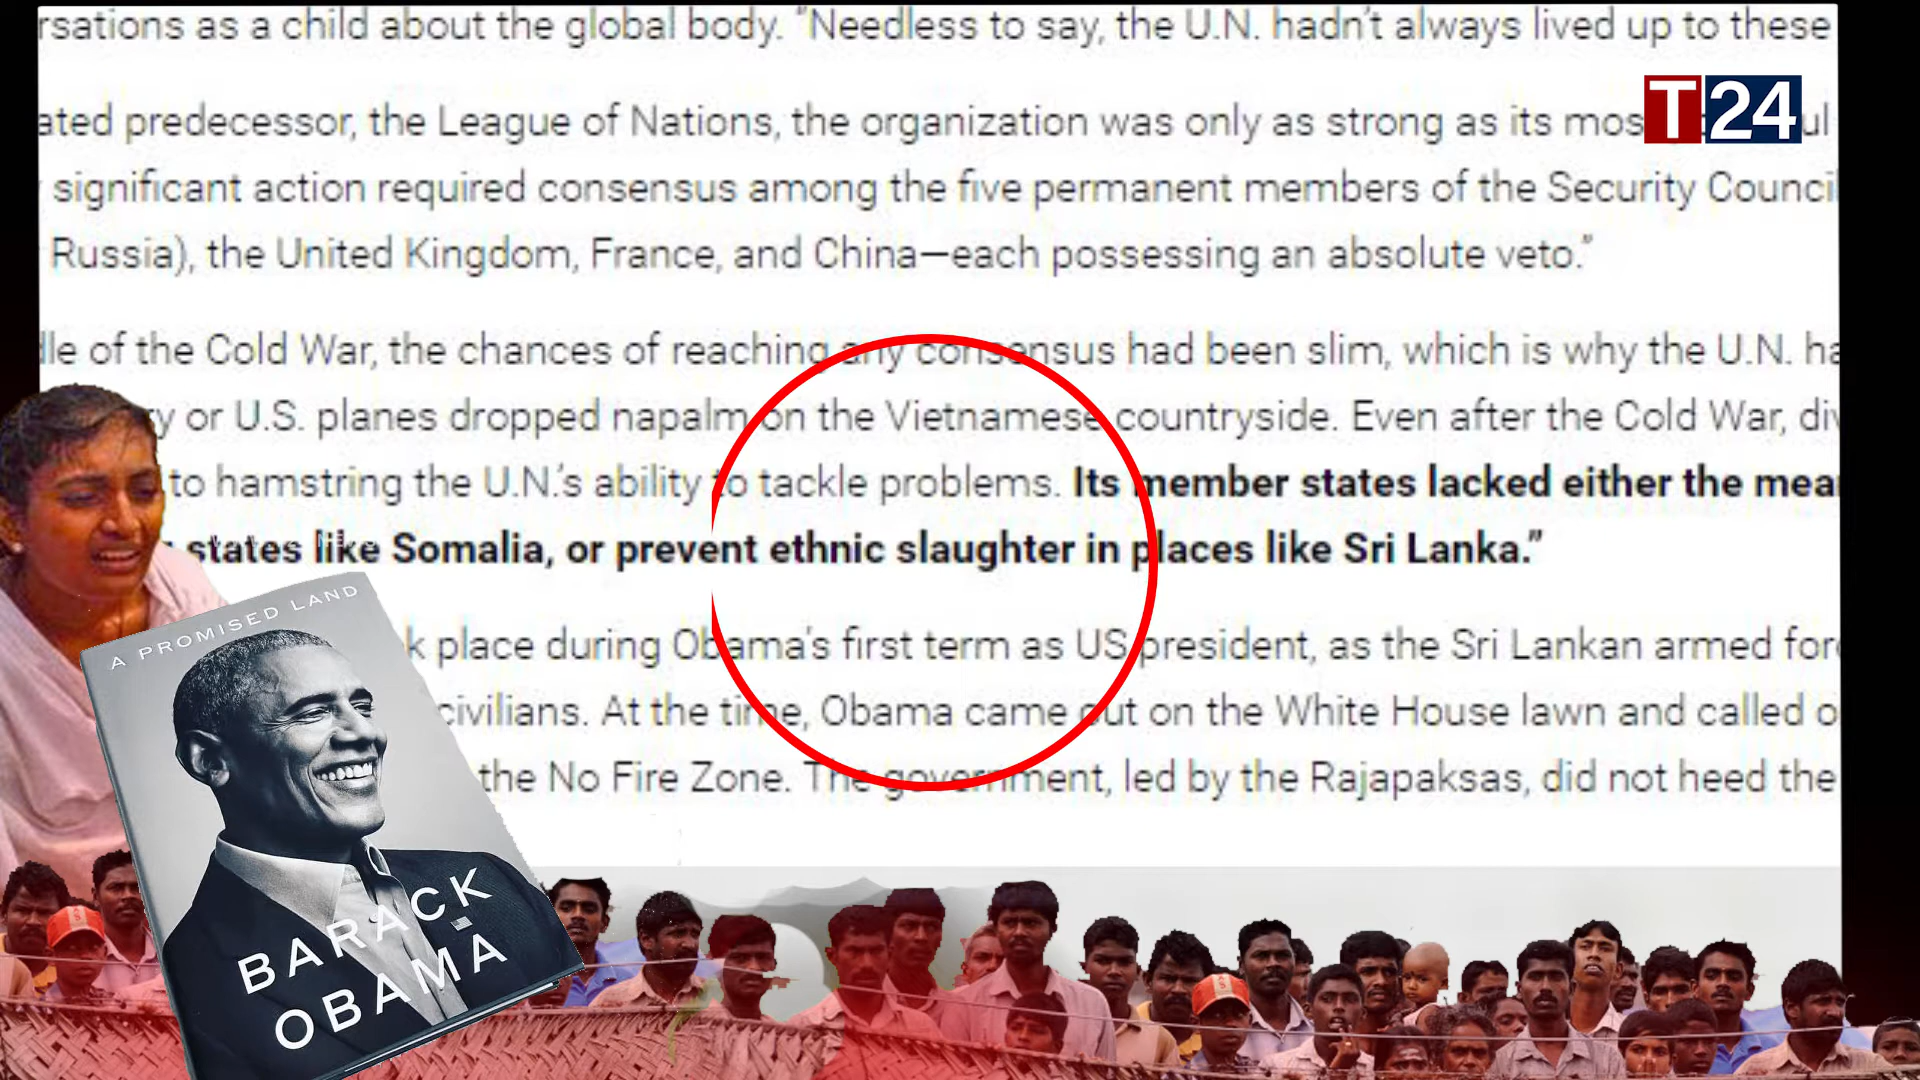 rsations as a child about the global body. "Needless to say, the U.N. hadn't always lived up to these
ated predecessor, the League of Nations, the organization was only as strong as its mos ul
T24
significant action required consensus among the five permanent members of the Security Council
Russia), the United Kingdom, France, and China—each possessing an absolute veto."
dle of the Cold War, the chances of reaching any consensus had been slim, which is why the U.N. ha
ry or U.S. planes dropped napalm on the Vietnamese countryside. Even after the Cold War, div
to hamstring the U.N.'s ability to tackle problems. Its member states lacked either the mea
states like Somalia, or prevent ethnic slaughter in places like Sri Lanka."
k place during Obama's first term as US president, as the Sri Lankan armed for
civilians. At the time, Obama came out on the White House lawn and called o
the No Fire Zone. The government, led by the Rajapaksas, did not heed the
A PROMISED LAND
BARACK
OBAMA